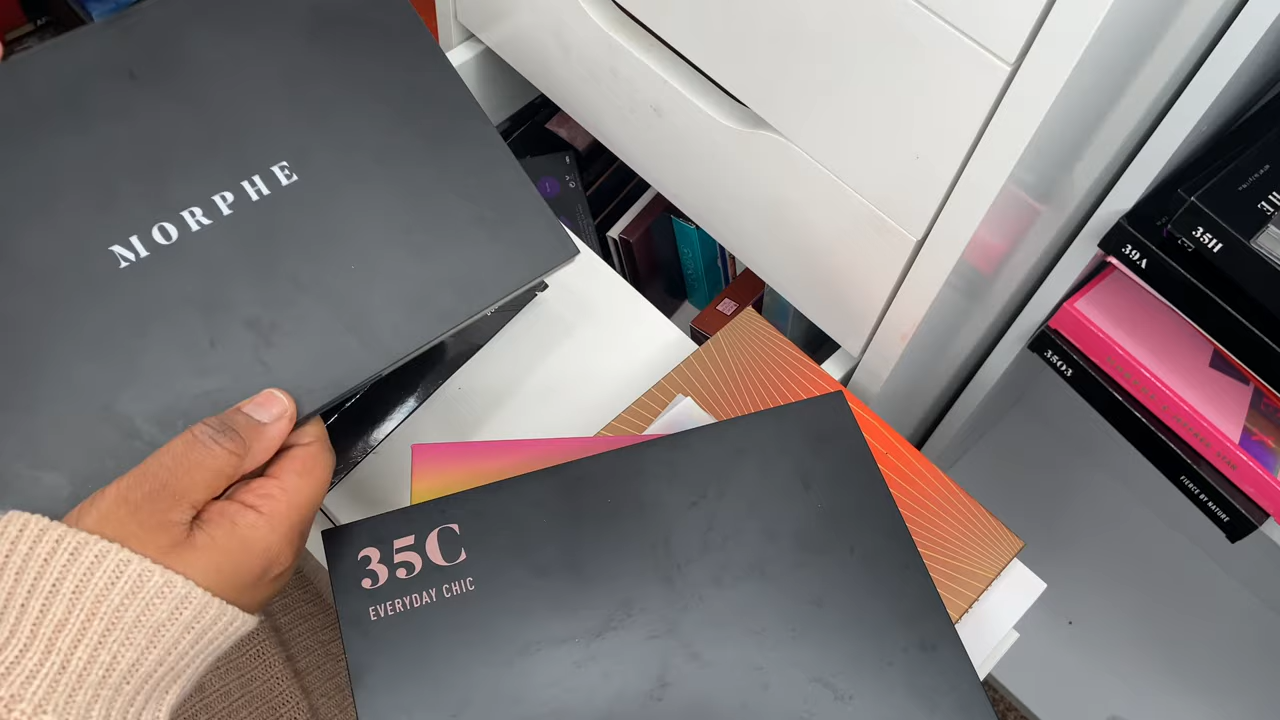 MORPHE
35C
EVERYDAY CHIC
35H
39A
35O3
FIERCE BY NATURE